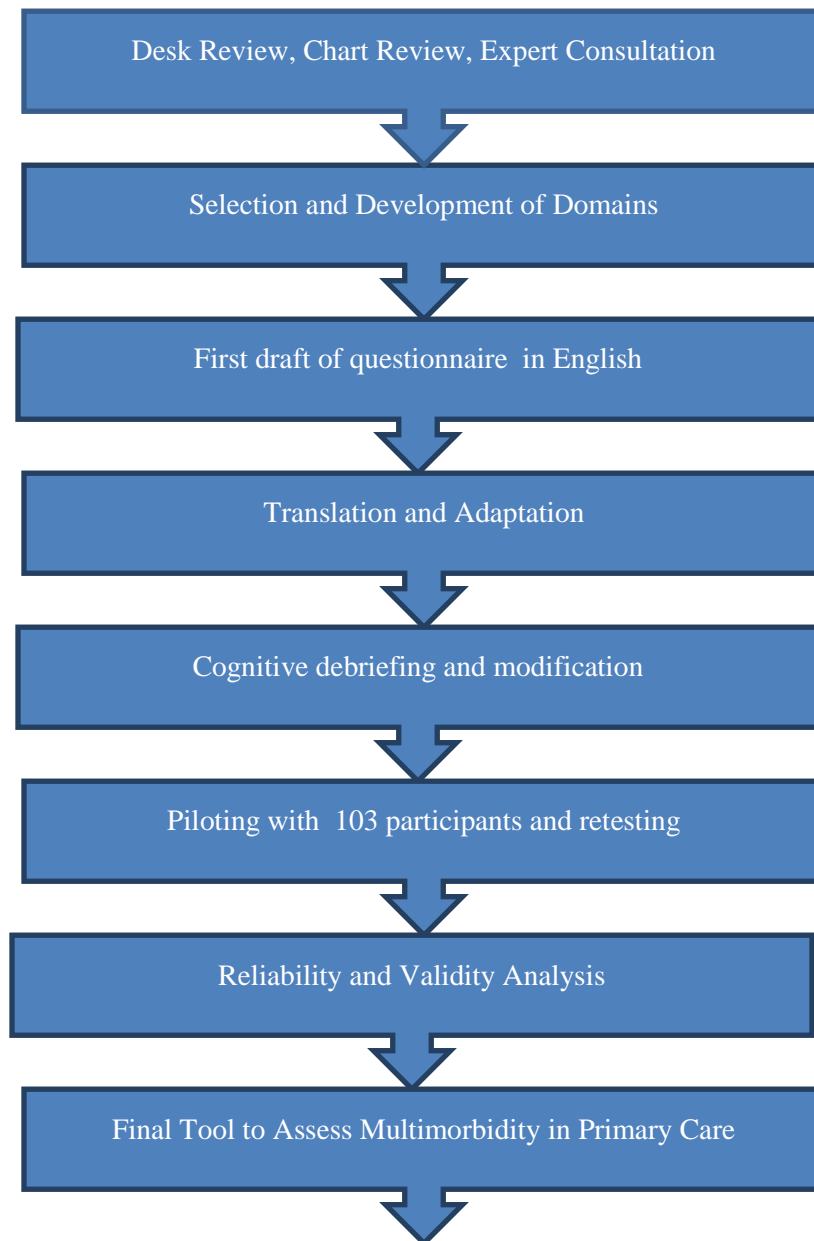 Desk Review, Chart Review, Expert Consultation
Selection and Development of Domains
First draft of questionnaire  in English
Translation and Adaptation
Cognitive debriefing and modification
Piloting with  103 participants and retesting
Reliability and Validity Analysis
Final Tool to Assess Multimorbidity in Primary Care